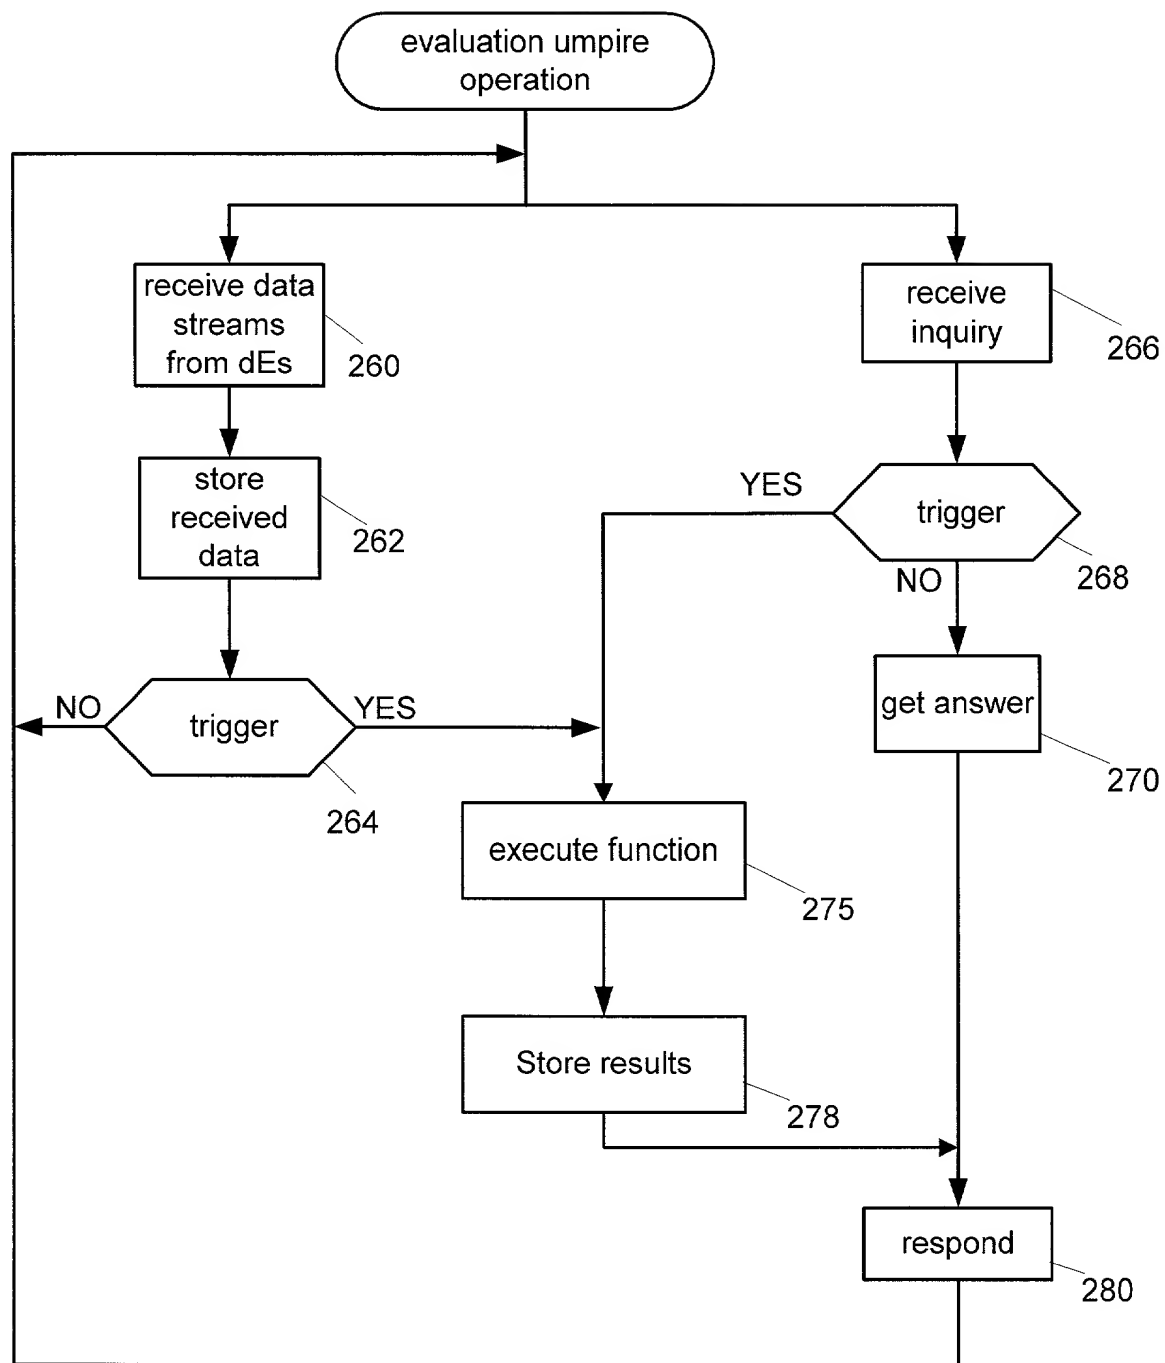 evaluation umpire
operation
receive data
streams
from dEs
260
receive
inquiry
266
store
received
data
262
YES
trigger
268
NO
NO
trigger
YES
264
get answer
270
execute function
275
Store results
278
respond
280